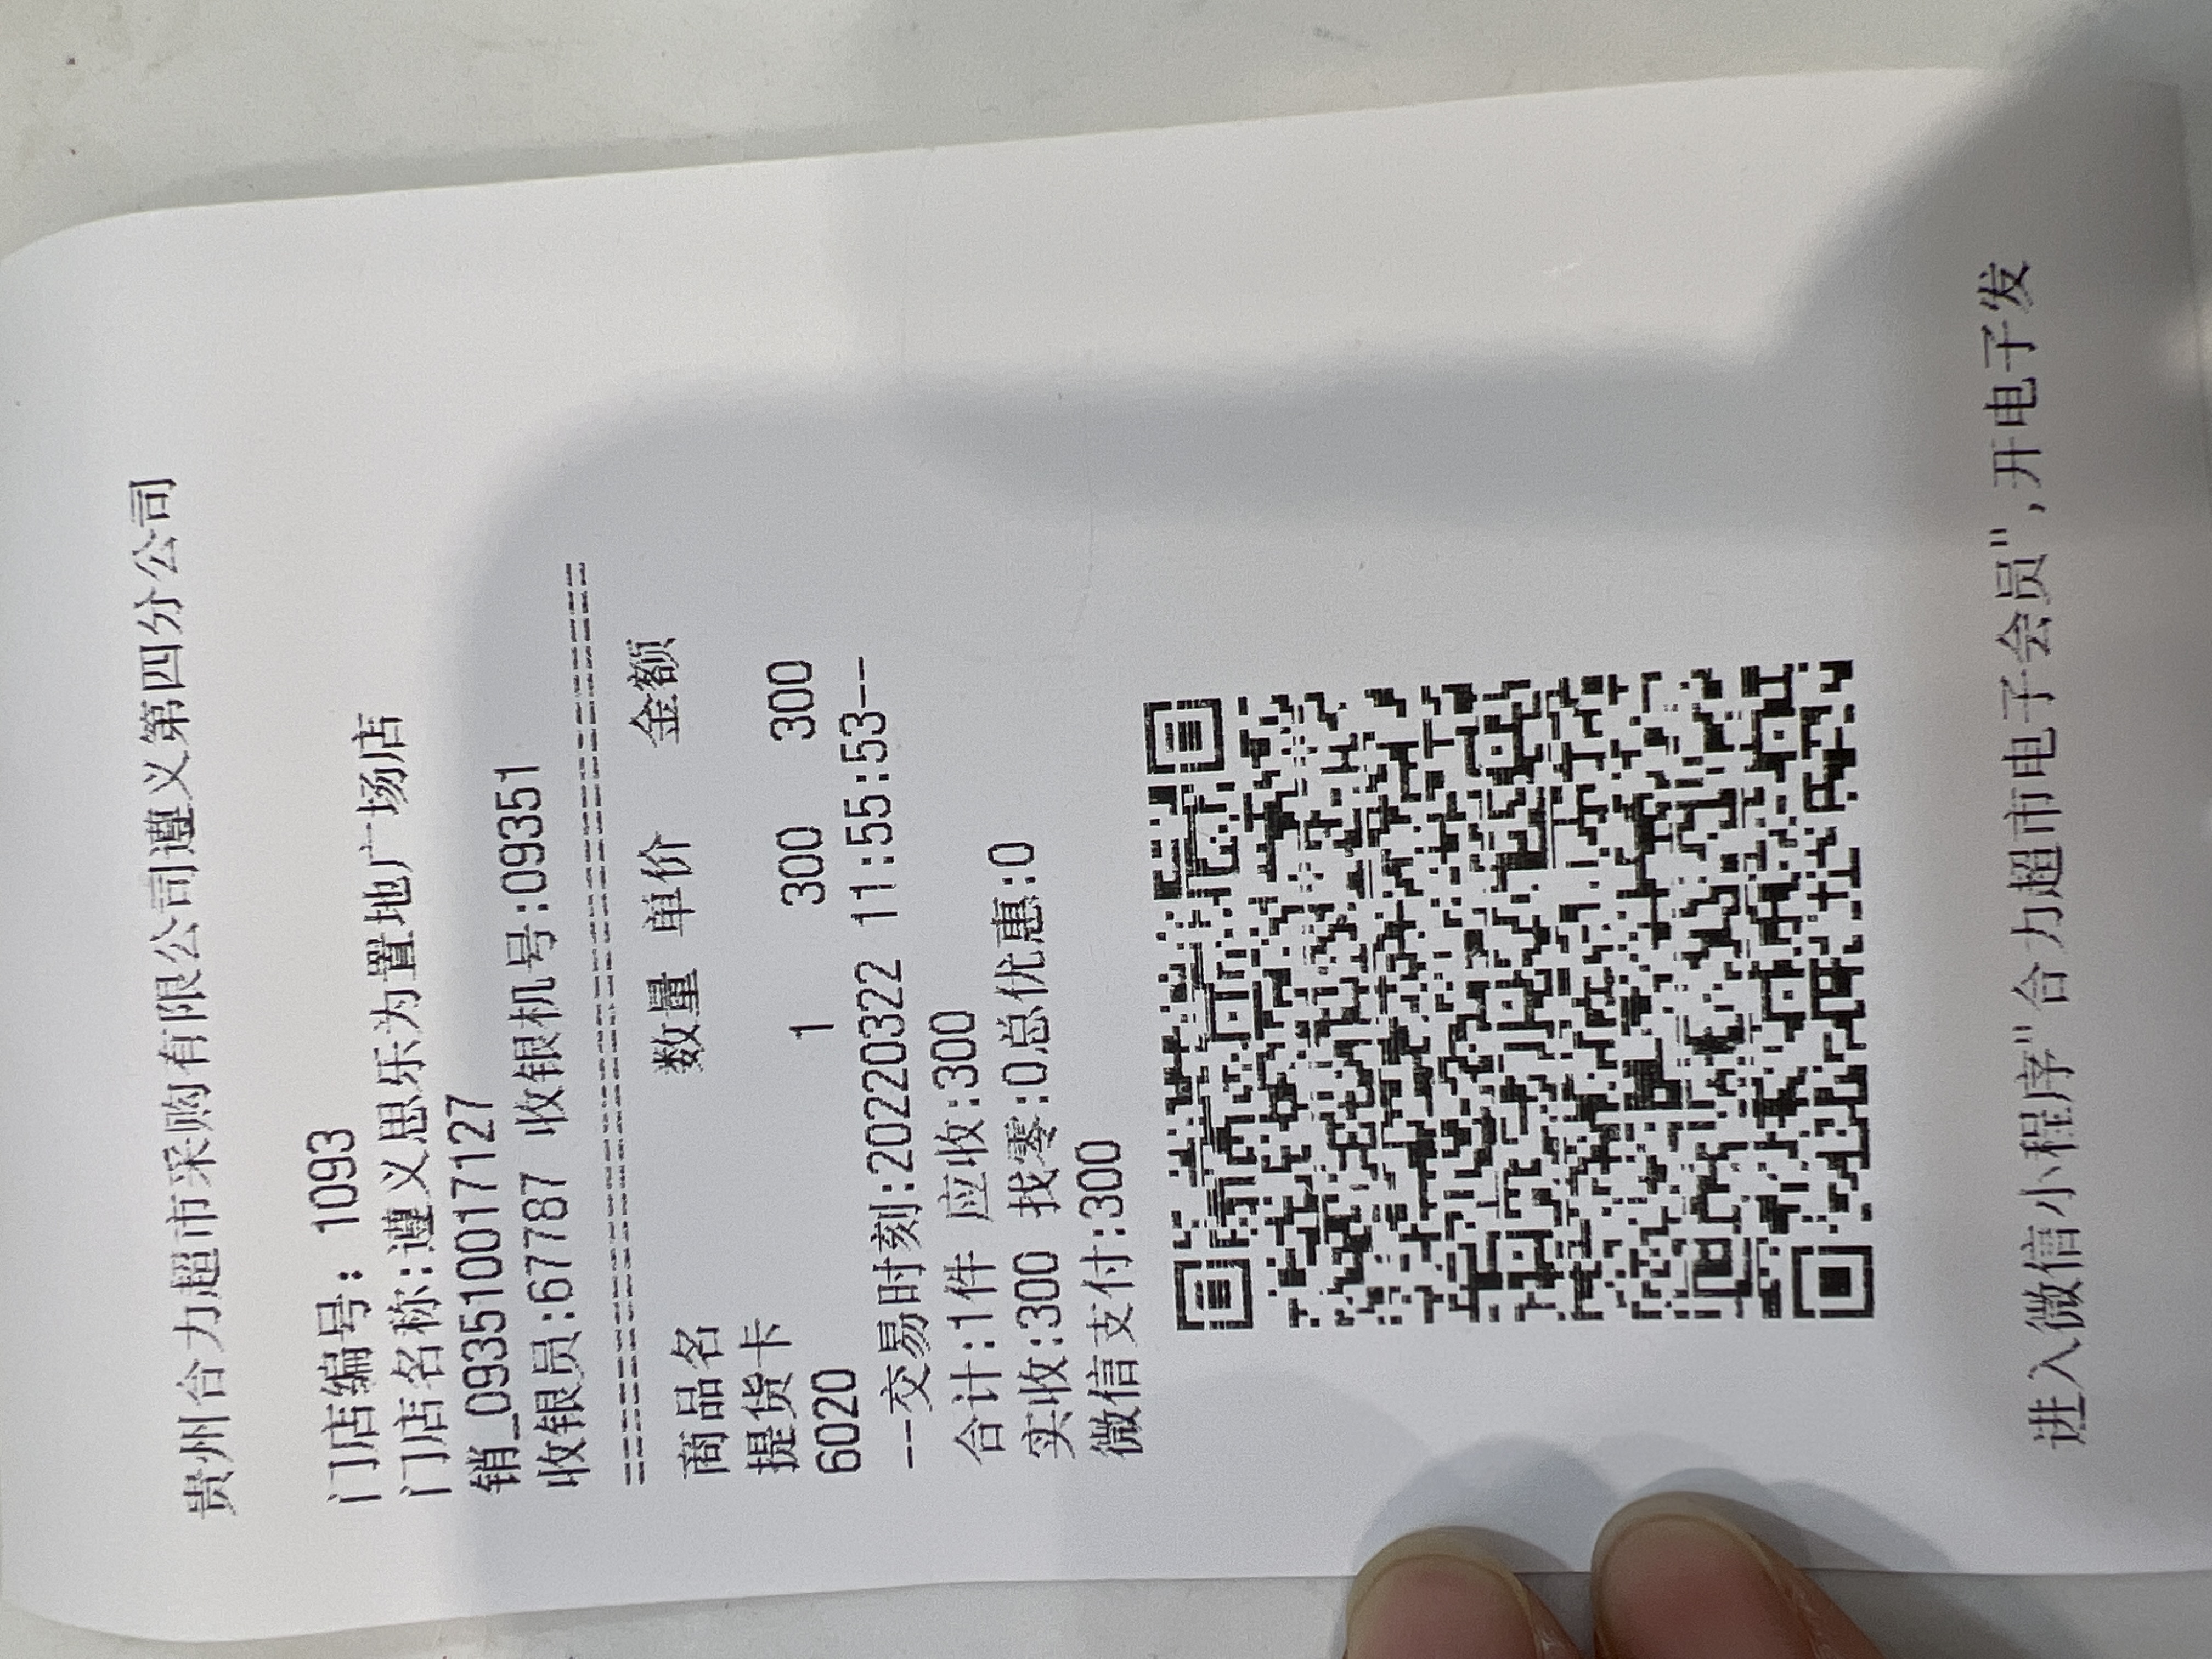 贵州合力超市采购有限公司遵义第四分公司
门店编号: 1093
门店名称:遵义思乐为置地广场店
销_0935100171127
收银员:67787 收银机号:09351
==================================================
商品名 数量 单价 金额
提货卡
6020 1 300 300
--交易时刻:20220322 11:55:53--
合计:1件 应收:300
实收:300 找零:0总优惠:0
微信支付:300
进入微信小程序"合力超市电子会员",开电子发